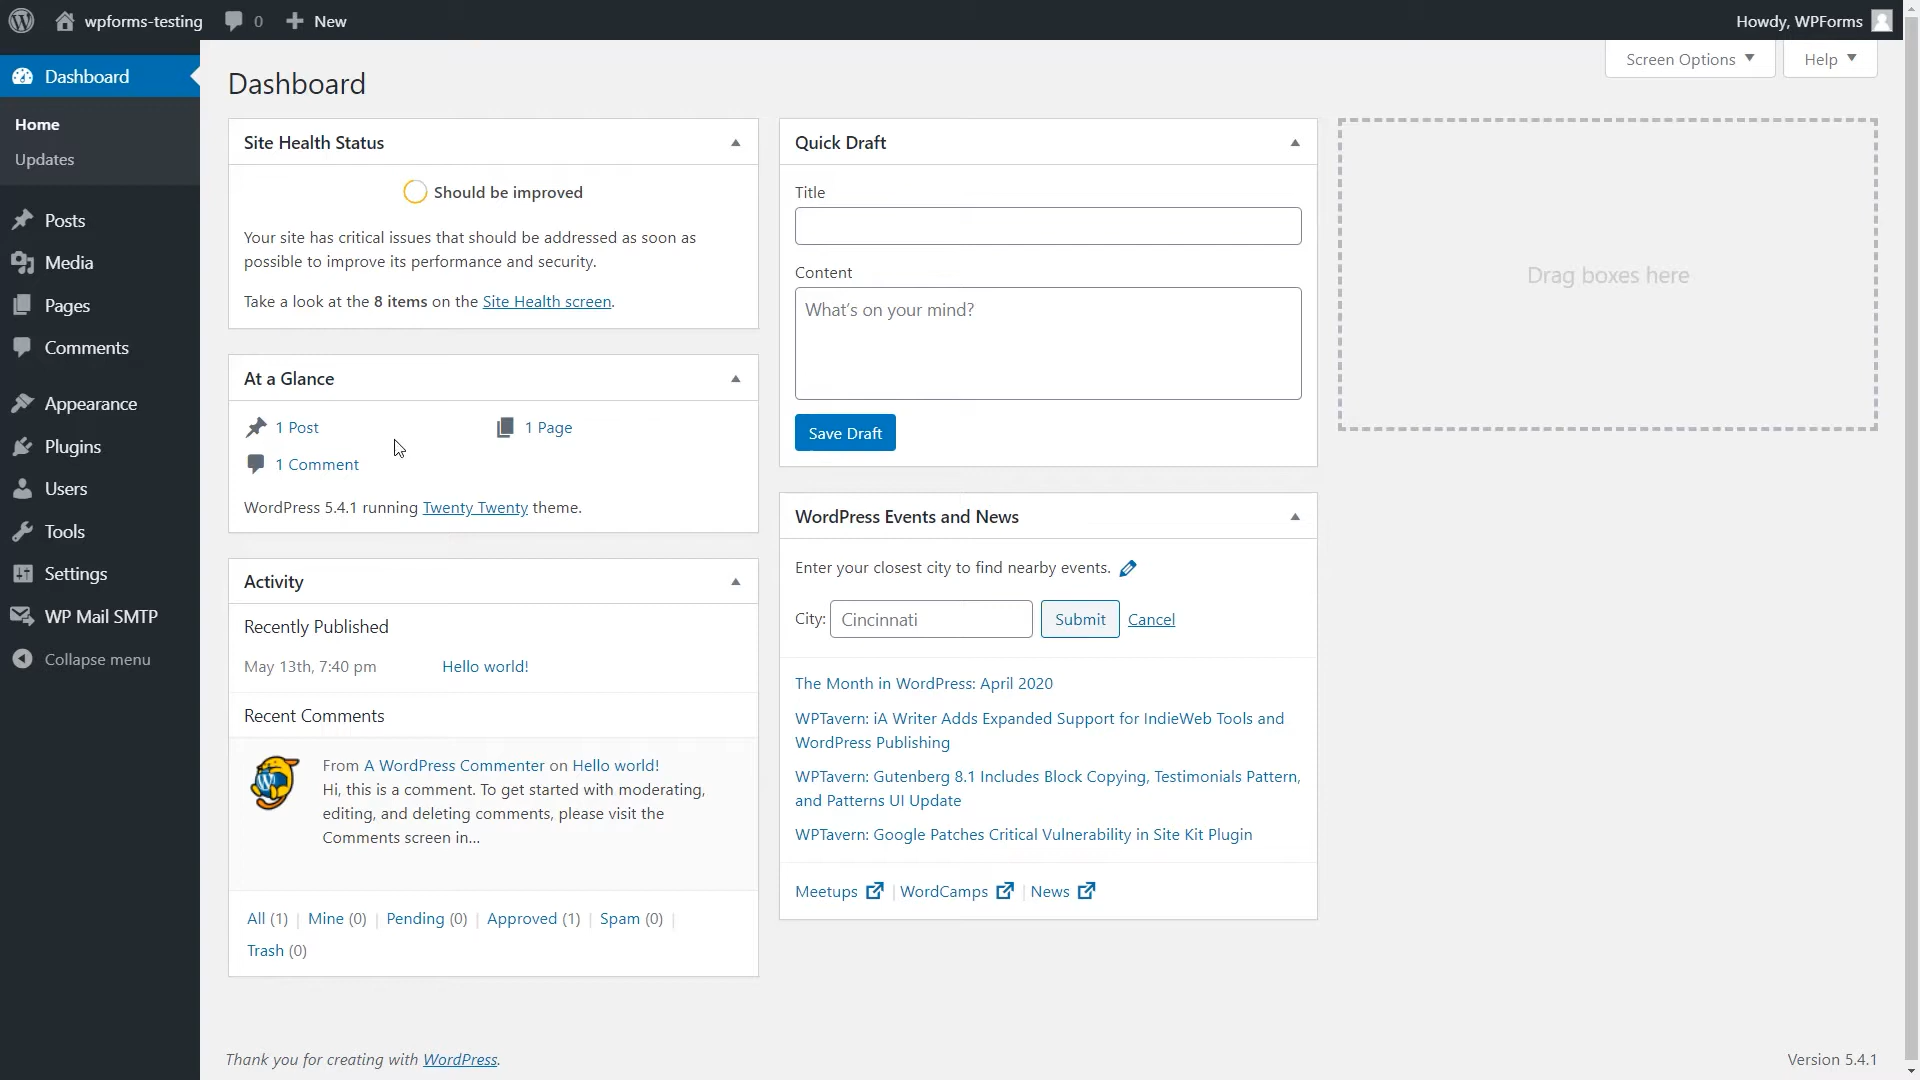 wpforms-testing
0
New
Howdy, WPForms
Dashboard
Home
Updates
Posts
Media
Pages
Comments
Appearance
Plugins
Users
Tools
Settings
WP Mail SMTP
Collapse menu
Screen Options
Help
Dashboard
Site Health Status
Should be improved
Your site has critical issues that should be addressed as soon as
possible to improve its performance and security.
Take a look at the 8 items on the Site Health screen.
At a Glance
1 Post
1 Page
1 Comment
WordPress 5.4.1 running Twenty Twenty theme.
Activity
Recently Published
May 13th, 7:40 pm Hello world!
Recent Comments
From A WordPress Commenter on Hello world!
Hi, this is a comment. To get started with moderating,
editing, and deleting comments, please visit the
Comments screen in…
All (1) | Mine (0) | Pending (0) | Approved (1) | Spam (0) |
Trash (0)
Quick Draft
Title
Content
What's on your mind?
Save Draft
WordPress Events and News
Enter your closest city to find nearby events.
City: Cincinnati Submit Cancel
The Month in WordPress: April 2020
WPTavern: iA Writer Adds Expanded Support for IndieWeb Tools and
WordPress Publishing
WPTavern: Gutenberg 8.1 Includes Block Copying, Testimonials Pattern,
and Patterns UI Update
WPTavern: Google Patches Critical Vulnerability in Site Kit Plugin
Meetups | WordCamps | News
Drag boxes here
Thank you for creating with WordPress.
Version 5.4.1